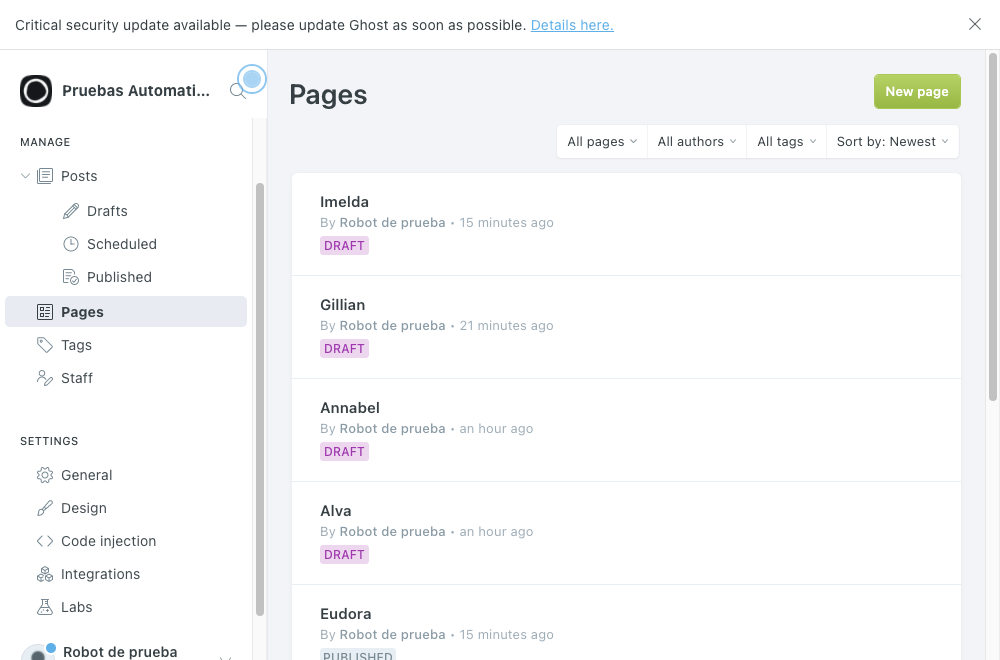 Critical security update available — please update Ghost as soon as possible. Details here.
Pruebas Automati...
MANAGE
Posts
Drafts
Scheduled
Published
Pages
Tags
Staff
SETTINGS
General
Design
Code injection
Integrations
Labs
Robot de prueba
Pages
New page
All pages
All authors
All tags
Sort by: Newest
Imelda
By Robot de prueba • 15 minutes ago
DRAFT
Gillian
By Robot de prueba • 21 minutes ago
DRAFT
Annabel
By Robot de prueba • an hour ago
DRAFT
Alva
By Robot de prueba • an hour ago
DRAFT
Eudora
By Robot de prueba • 15 minutes ago
PUBLISHED